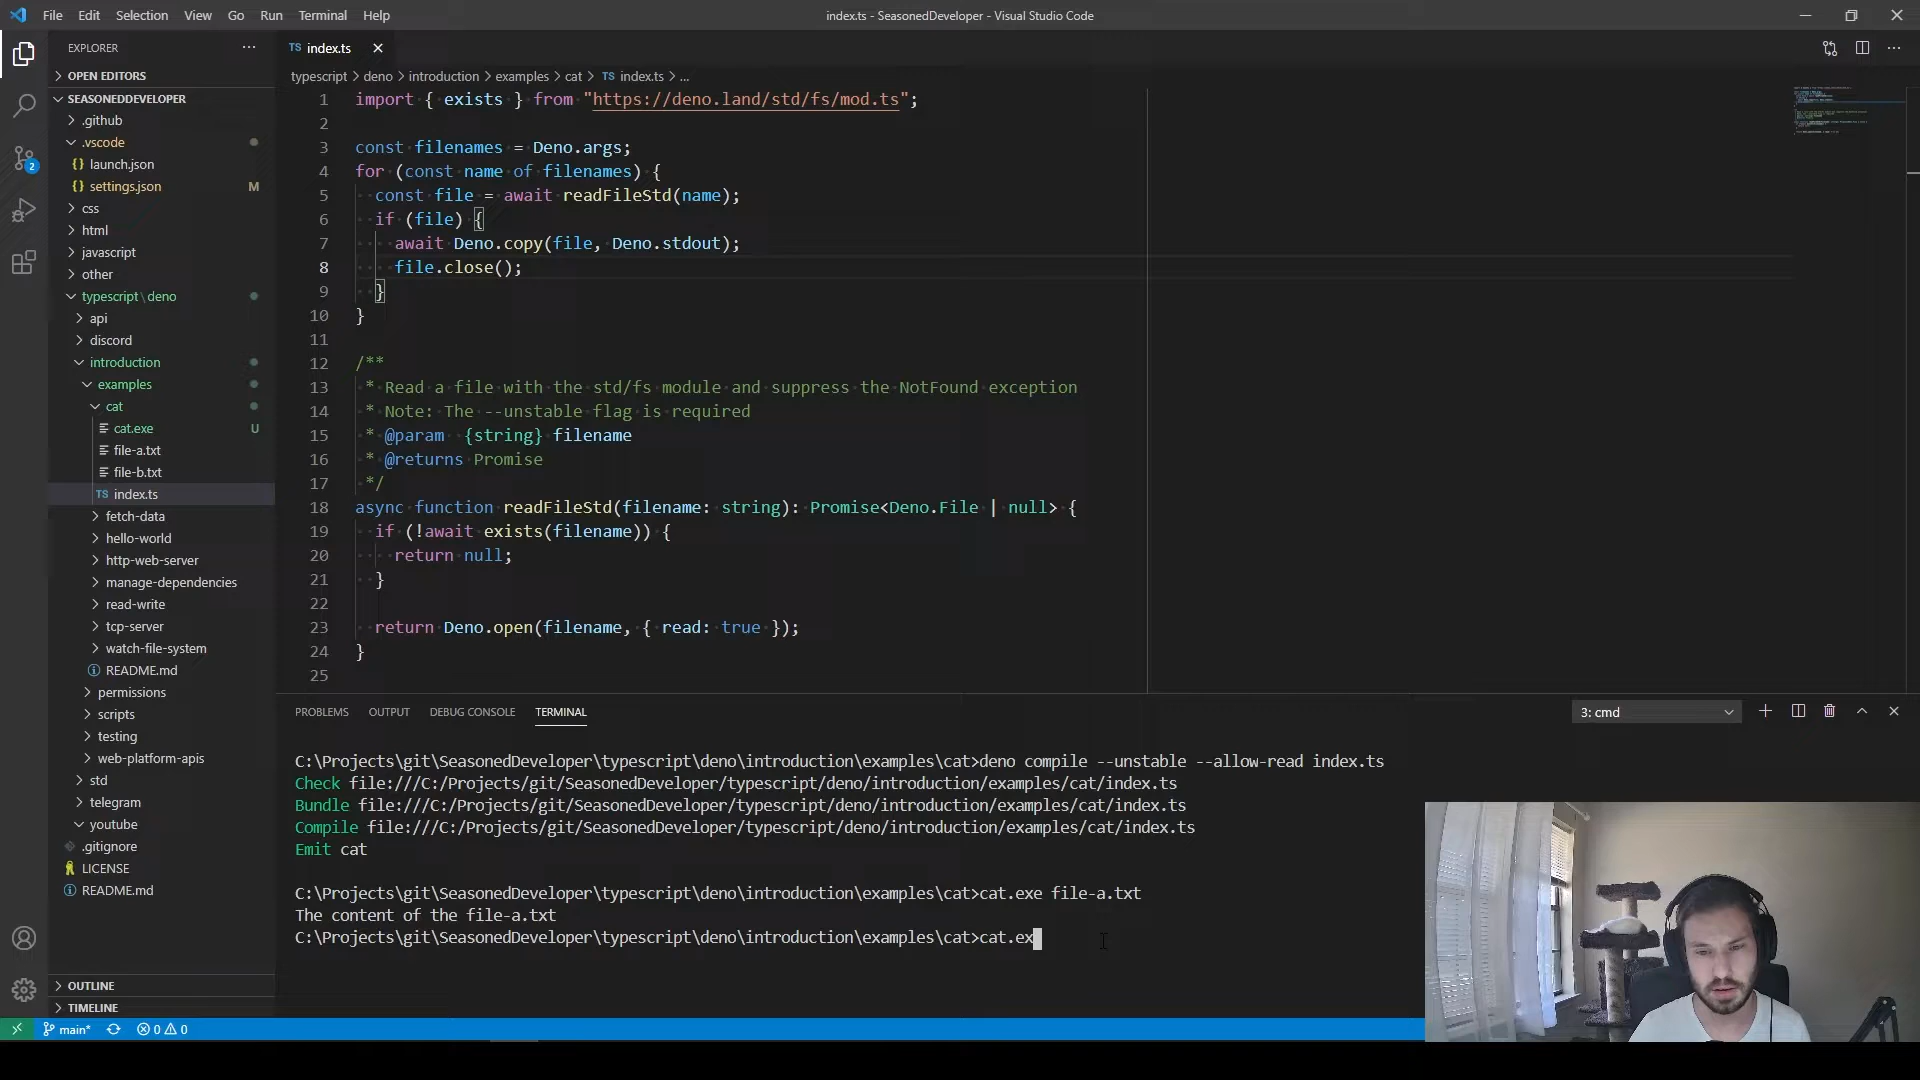 File Edit Selection View Go Run Terminal Help
index.ts - SeasonedDeveloper - Visual Studio Code
EXPLORER
OPEN EDITORS
SEASONEDDEVELOPER
.github
.vscode
{} launch.json
{} settings.json M
css
html
javascript
other
typescript\deno
api
discord
introduction
examples
cat
cat.exe U
file-a.txt
file-b.txt
TS index.ts
fetch-data
hello-world
http-web-server
manage-dependencies
read-write
tcp-server
watch-file-system
README.md
permissions
scripts
testing
web-platform-apis
std
telegram
youtube
.gitignore
LICENSE
README.md
OUTLINE
TIMELINE
2
TS index.ts
typescript > deno > introduction > examples > cat > TS index.ts > ...
1 import { exists } from "https://deno.land/std/fs/mod.ts";
2
3 const filenames = Deno.args;
4 for (const name of filenames) {
5 const file = await readFileStd(name);
6 if (file) {
7 await Deno.copy(file, Deno.stdout);
8 file.close();
9 }
10 }
11
12 /**
13 * Read a file with the std/fs module and suppress the NotFound exception
14 * Note: The --unstable flag is required
15 * @param {string} filename
16 * @returns Promise
17 */
18 async function readFileStd(filename: string): Promise<Deno.File | null> {
19 if (!await exists(filename)) {
20 return null;
21 }
22
23 return Deno.open(filename, { read: true });
24 }
25
PROBLEMS OUTPUT DEBUG CONSOLE TERMINAL
3: cmd
C:\Projects\git\SeasonedDeveloper\typescript\deno\introduction\examples\cat>deno compile --unstable --allow-read index.ts
Check file:///C:/Projects/git/SeasonedDeveloper/typescript/deno/introduction/examples/cat/index.ts
Bundle file:///C:/Projects/git/SeasonedDeveloper/typescript/deno/introduction/examples/cat/index.ts
Compile file:///C:/Projects/git/SeasonedDeveloper/typescript/deno/introduction/examples/cat/index.ts
Emit cat
C:\Projects\git\SeasonedDeveloper\typescript\deno\introduction\examples\cat>cat.exe file-a.txt
The content of the file-a.txt
C:\Projects\git\SeasonedDeveloper\typescript\deno\introduction\examples\cat>cat.ex
main* 0 0